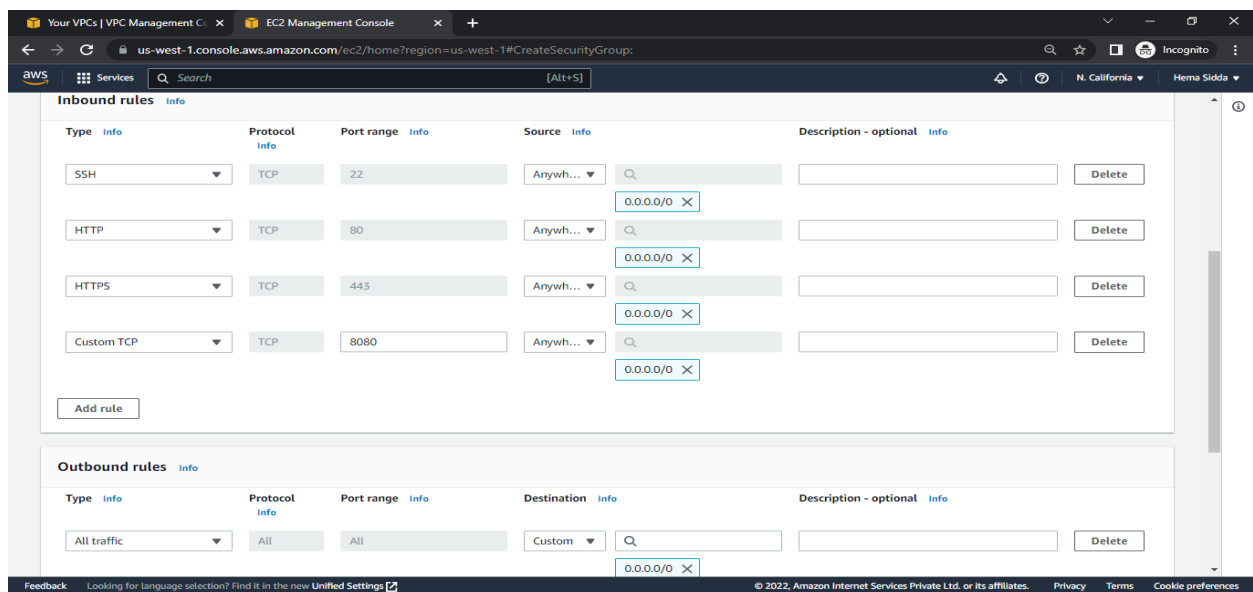 Your VPCs | VPC Management Co
EC2 Management Console
us-west-1.console.aws.amazon.com/ec2/home?region=us-west-1#CreateSecurityGroup:
Incognito
aws
Services
Search
[Alt+S]
N. California
Hema Sidda
Inbound rules Info
Type Info
Protocol
Info
Port range Info
Source Info
Description - optional Info
SSH TCP 22 Anywh... Delete
0.0.0.0/0
HTTP TCP 80 Anywh... Delete
0.0.0.0/0
HTTPS TCP 443 Anywh... Delete
0.0.0.0/0
Custom TCP TCP 8080 Anywh... Delete
0.0.0.0/0
Add rule
Outbound rules Info
Type Info
Protocol
Info
Port range Info
Destination Info
Description - optional Info
All traffic All All Custom Delete
0.0.0.0/0
Feedback Looking for language selection? Find it in the new Unified Settings
© 2022, Amazon Internet Services Private Ltd. or its affiliates. Privacy Terms Cookie preferences